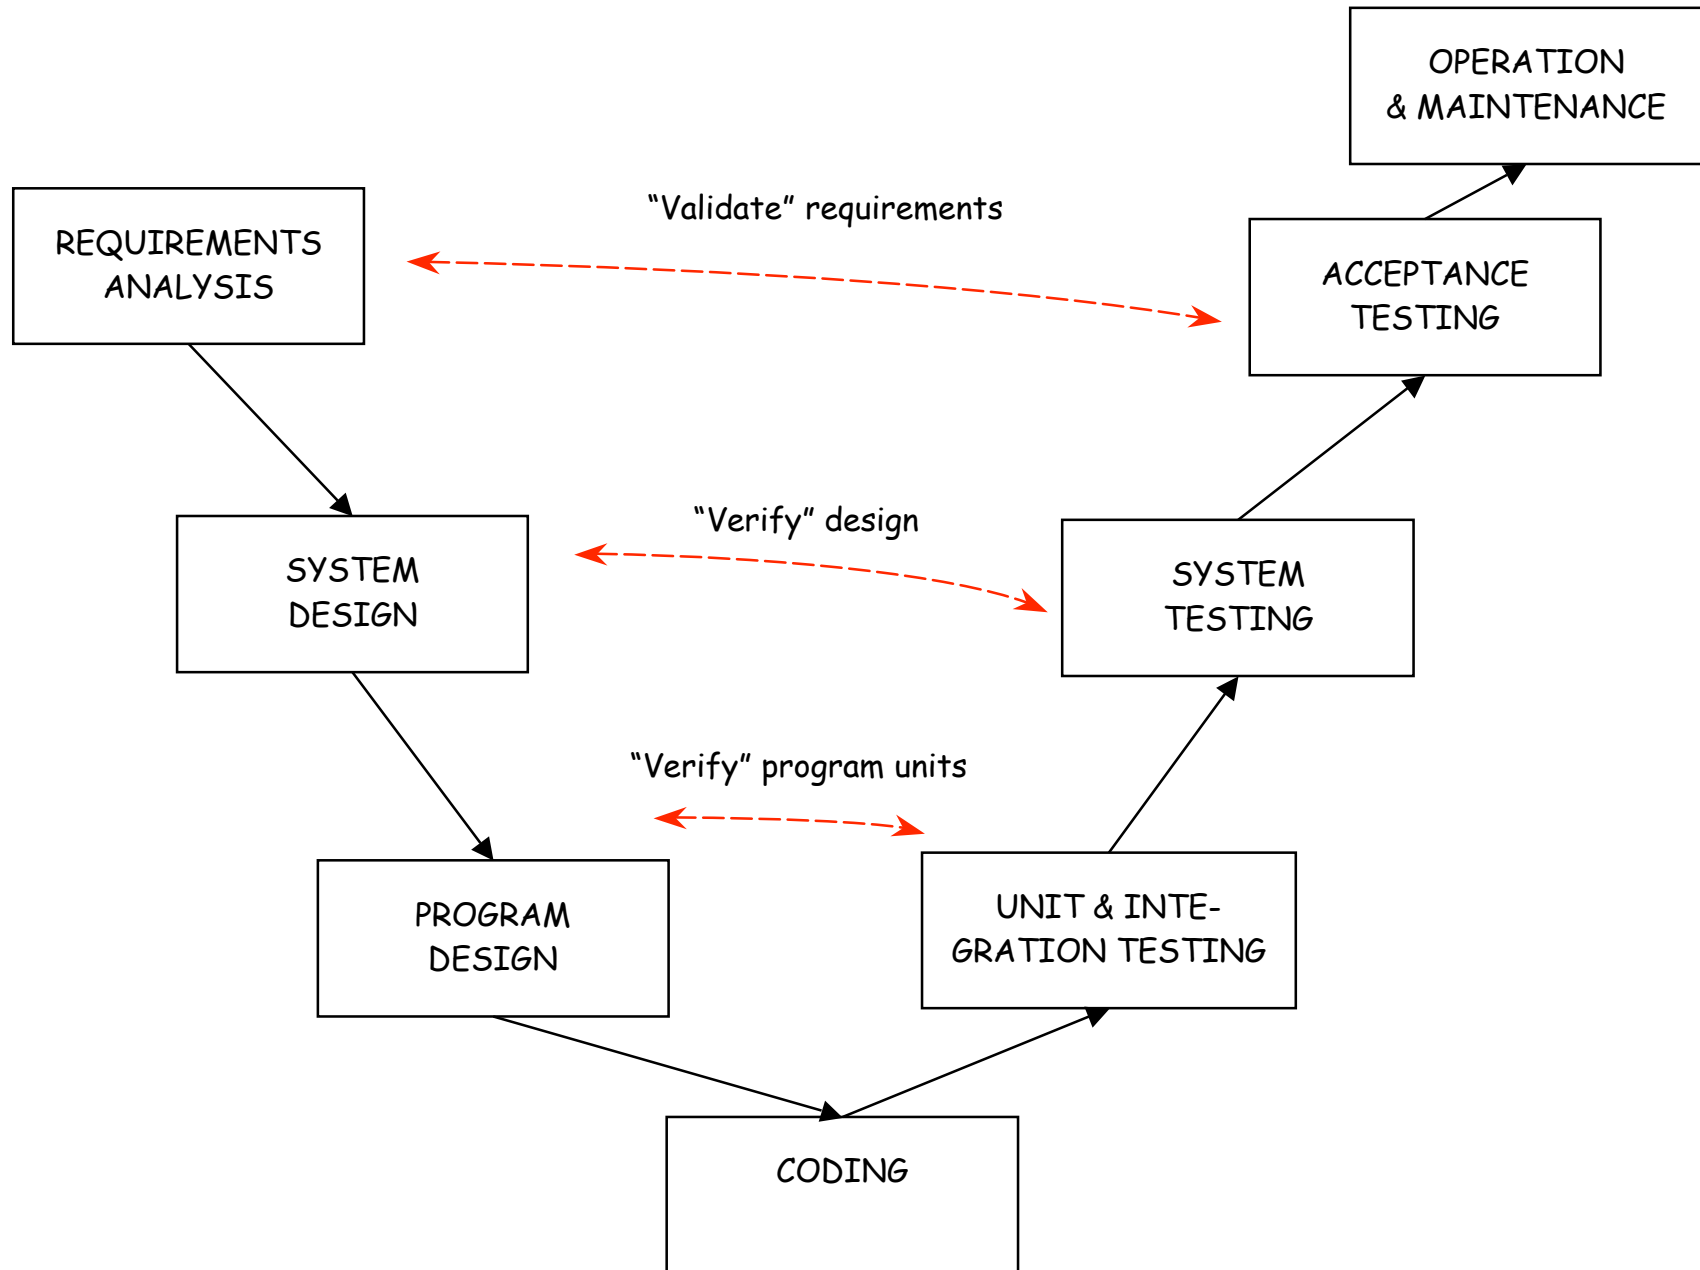 OPERATION
& MAINTENANCE
“Validate” requirements
REQUIREMENTS
ANALYSIS
ACCEPTANCE
TESTING
“Verify” design
SYSTEM
DESIGN
SYSTEM
TESTING
“Verify” program units
PROGRAM
DESIGN
UNIT & INTE-
GRATION TESTING
CODING